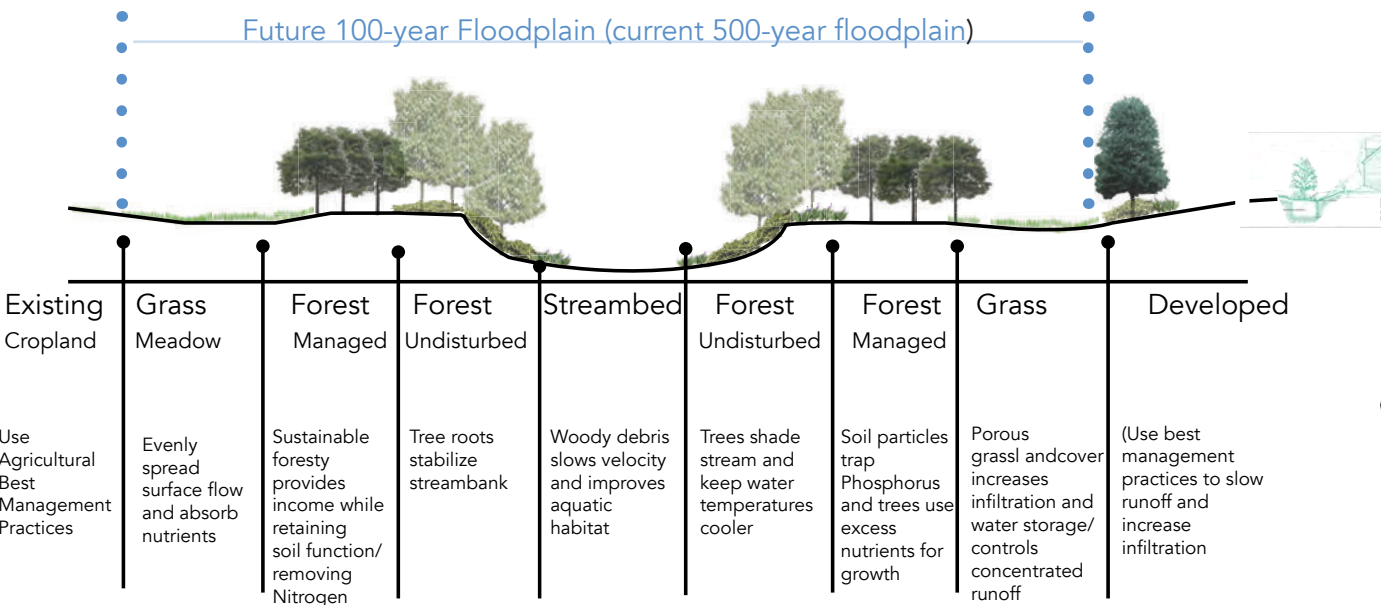 Future 100-year Floodplain (current 500-year floodplain)
Existing
Cropland
Use
Agricultural
Best
Management
Practices
Grass
Meadow
Evenly
spread
surface flow
and absorb
nutrients
Forest
Managed
Sustainable
foresty
provides
income while
retaining
soil function/
removing
Nitrogen
Forest
Undisturbed
Tree roots
stabilize
streambank
Streambed
Woody debris
slows velocity
and improves
aquatic
habitat
Forest
Undisturbed
Trees shade
stream and
keep water
temperatures
cooler
Forest
Managed
Soil particles
trap
Phosphorus
and trees use
excess
nutrients for
growth
Grass
Porous
grassl andcover
increases
infiltration and
water storage/
controls
concentrated
runoff
Developed
(Use best
management
practices to slow
runoff and
increase
infiltration